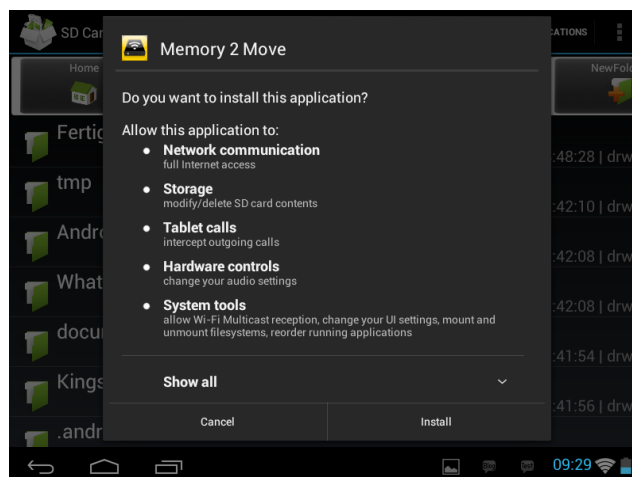 SD Car
Memory 2 Move
CATIONS
Home
NewFold
Do you want to install this application?
Allow this application to:
Network communication
full Internet access
Storage
modify/delete SD card contents
Tablet calls
intercept outgoing calls
Hardware controls
change your audio settings
System tools
allow Wi-Fi Multicast reception, change your UI settings, mount and
unmount filesystems, reorder running applications
Show all
Cancel
Install
Fertig
:48:28 | drw
tmp
:42:10 | drw
Andro
:42:08 | drw
What
:42:08 | drw
docu
:41:54 | drw
Kings
:41:56 | drw
.andr
09:29